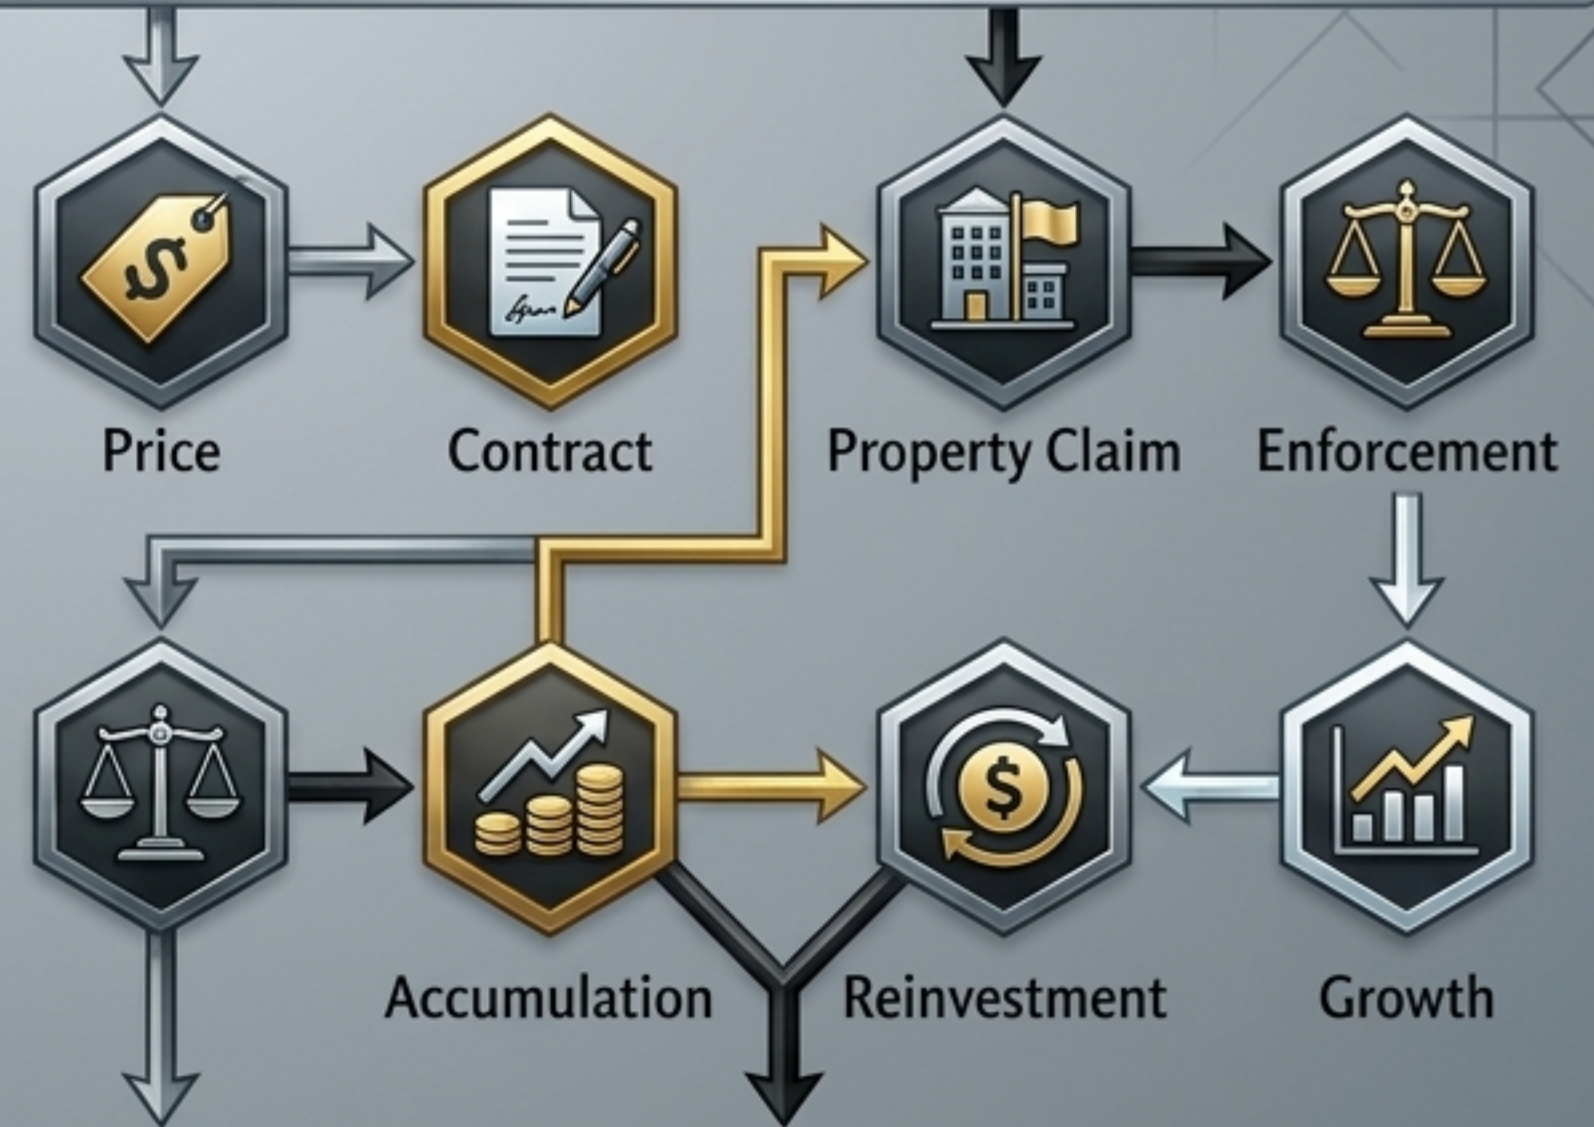 $
Price
Contract
Property Claim
Enforcement
$
Accumulation
Reinvestment
Growth